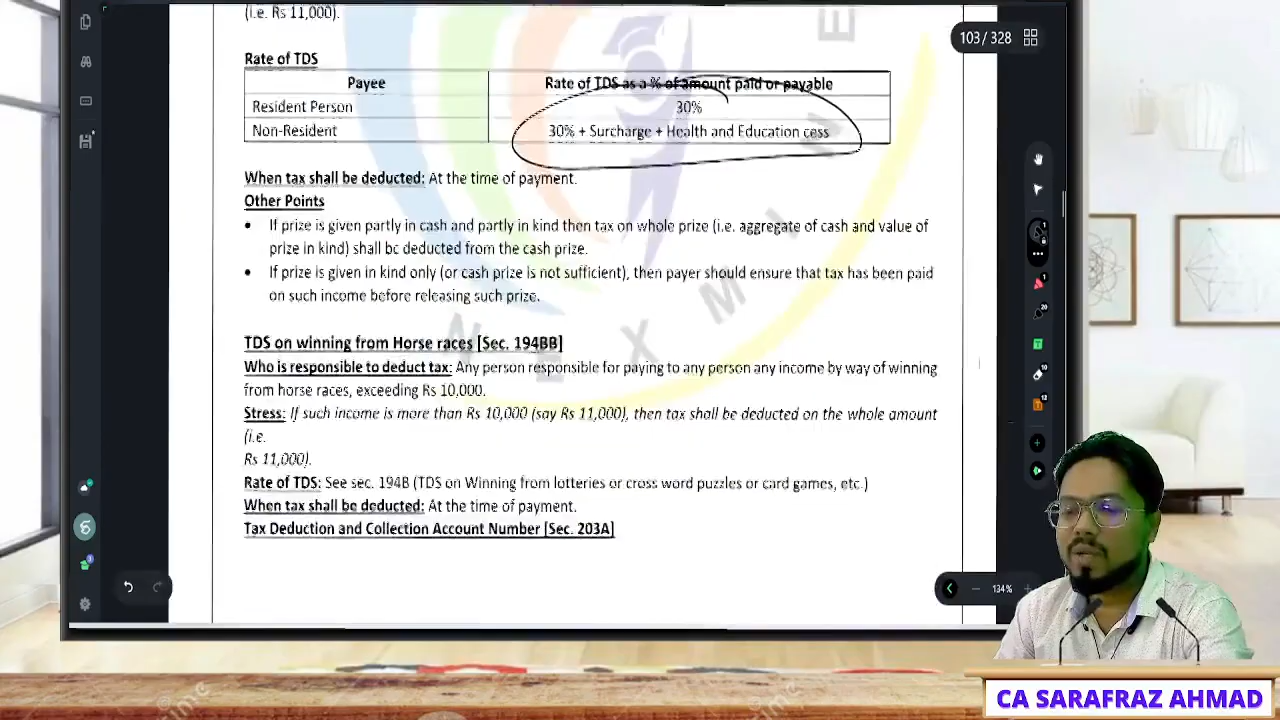 (i.e. Rs 11,000).
103 / 328
Rate of TDS
Payee
Rate of TDS as a % of amount paid or payable
Resident Person
30%
Non-Resident
30% + Surcharge + Health and Education cess
When tax shall be deducted: At the time of payment.
Other Points
If prize is given partly in cash and partly in kind then tax on whole prize (i.e. aggregate of cash and value of
prize in kind) shall be deducted from the cash prize.
If prize is given in kind only (or cash prize is not sufficient), then payer should ensure that tax has been paid
on such income before releasing such prize.
TDS on winning from Horse races [Sec. 194BB]
Who is responsible to deduct tax: Any person responsible for paying to any person any income by way of winning
from horse races, exceeding Rs 10,000.
Stress: If such income is more than Rs 10,000 (say Rs 11,000), then tax shall be deducted on the whole amount
(i.e.
Rs 11,000).
Rate of TDS: See sec. 194B (TDS on Winning from lotteries or cross word puzzles or card games, etc.)
When tax shall be deducted: At the time of payment.
Tax Deduction and Collection Account Number [Sec. 203A]
134%
CA SARAFRAZ AHMAD